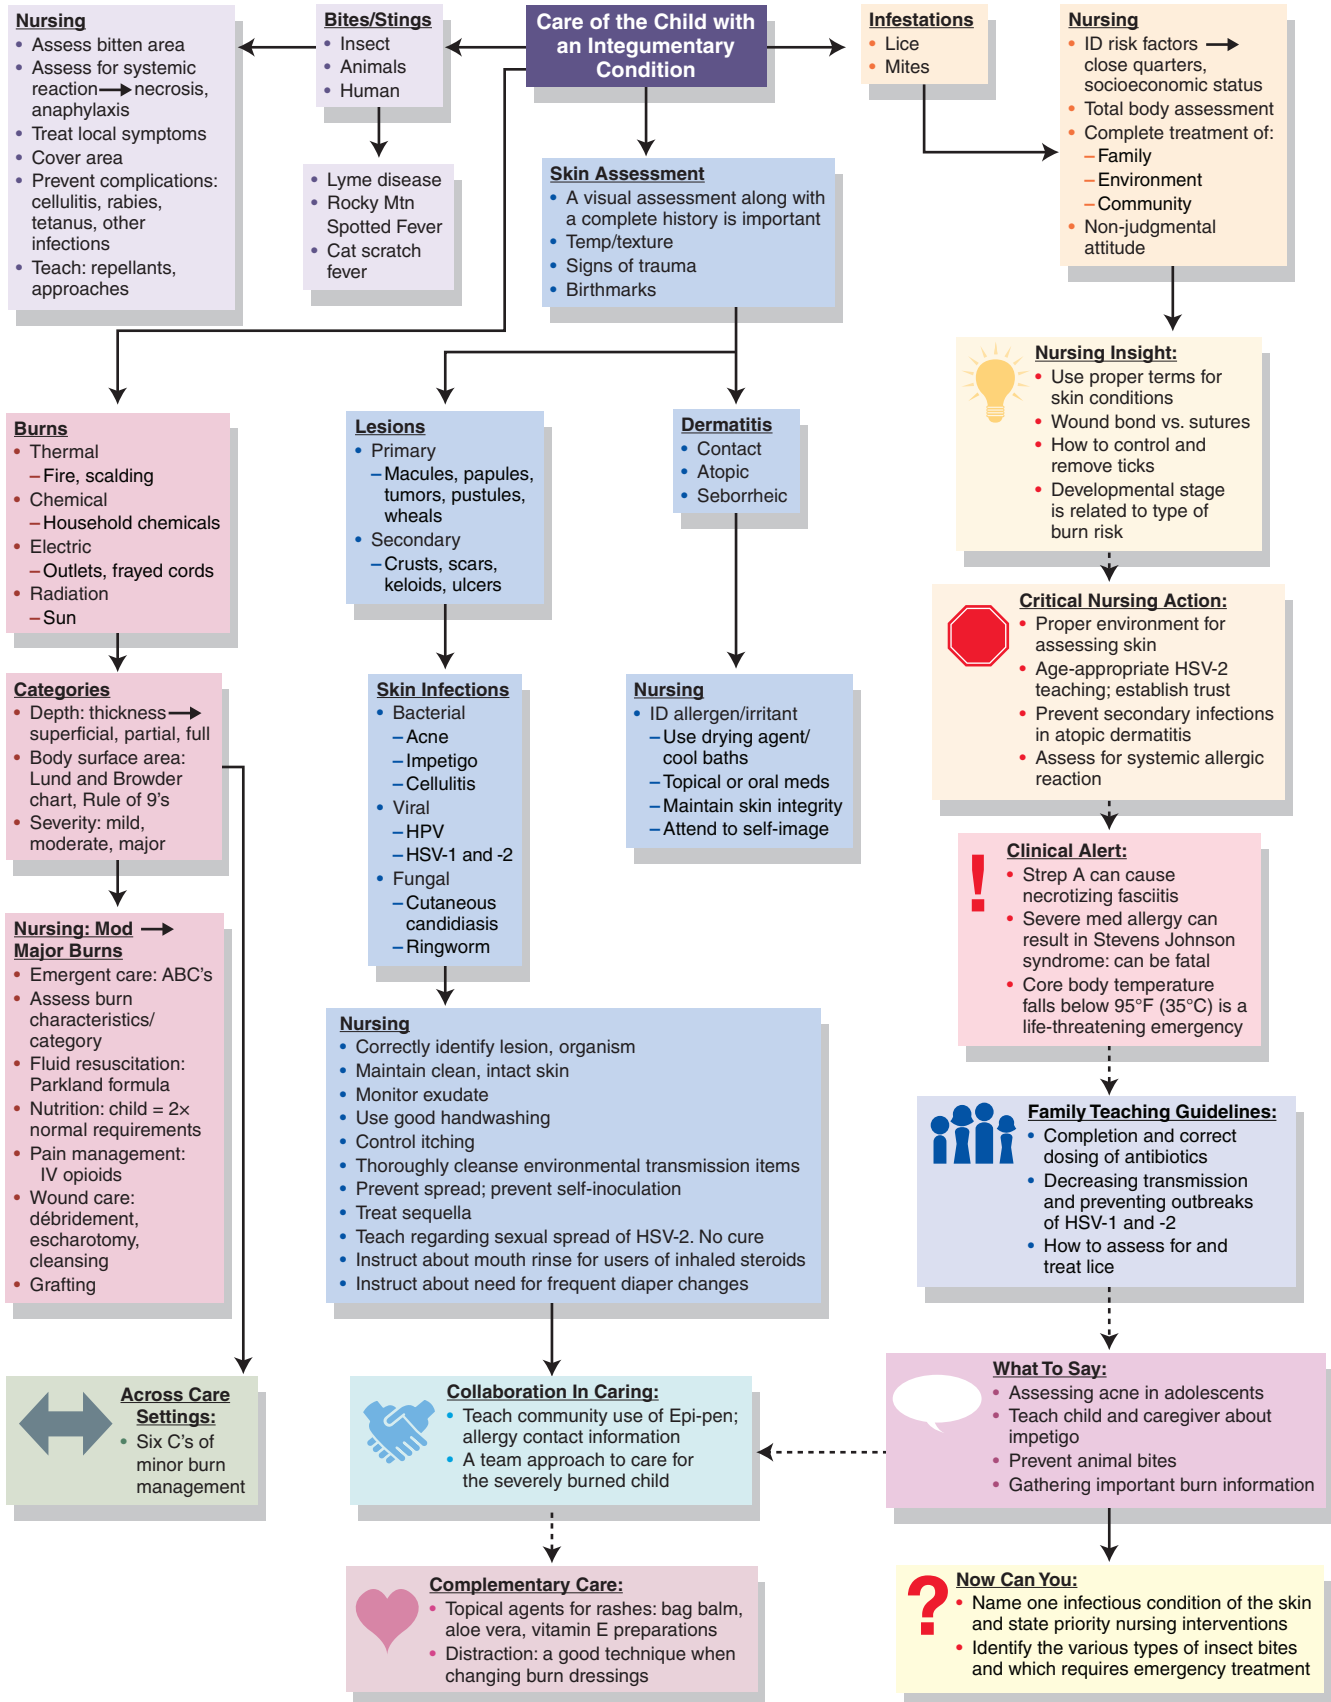 Care of the Child with
an Integumentary
Condition
Nursing
• Assess bitten area
• Assess for systemic
reaction → necrosis,
anaphylaxis
• Treat local symptoms
• Cover area
• Prevent complications:
cellulitis, rabies,
tetanus, other
infections
• Teach: repellants,
approaches
Bites/Stings
• Insect
• Animals
• Human
• Lyme disease
• Rocky Mtn
Spotted Fever
• Cat scratch
fever
Infestations
• Lice
• Mites
Nursing
• ID risk factors →
close quarters,
socioeconomic status
• Total body assessment
• Complete treatment of:
– Family
– Environment
– Community
• Non-judgmental
attitude
Skin Assessment
• A visual assessment along with
a complete history is important
• Temp/texture
• Signs of trauma
• Birthmarks
Burns
• Thermal
– Fire, scalding
• Chemical
– Household chemicals
• Electric
– Outlets, frayed cords
• Radiation
– Sun
Categories
• Depth: thickness →
superficial, partial, full
• Body surface area:
Lund and Browder
chart, Rule of 9's
• Severity: mild,
moderate, major
Nursing: Mod →
Major Burns
• Emergent care: ABC's
• Assess burn
characteristics/
category
• Fluid resuscitation:
Parkland formula
• Nutrition: child = 2×
normal requirements
• Pain management:
IV opioids
• Wound care:
débridement,
escharotomy,
cleansing
• Grafting
Across Care
Settings:
• Six C's of
minor burn
management
Lesions
• Primary
– Macules, papules,
tumors, pustules,
wheals
• Secondary
– Crusts, scars,
keloids, ulcers
Skin Infections
• Bacterial
– Acne
– Impetigo
– Cellulitis
• Viral
– HPV
– HSV-1 and -2
• Fungal
– Cutaneous
candidiasis
– Ringworm
Dermatitis
• Contact
• Atopic
• Seborrheic
Nursing
• ID allergen/irritant
– Use drying agent/
cool baths
– Topical or oral meds
– Maintain skin integrity
– Attend to self-image
Nursing
• Correctly identify lesion, organism
• Maintain clean, intact skin
• Monitor exudate
• Use good handwashing
• Control itching
• Thoroughly cleanse environmental transmission items
• Prevent spread; prevent self-inoculation
• Treat sequella
• Teach regarding sexual spread of HSV-2. No cure
• Instruct about mouth rinse for users of inhaled steroids
• Instruct about need for frequent diaper changes
Nursing Insight:
• Use proper terms for
skin conditions
• Wound bond vs. sutures
• How to control and
remove ticks
• Developmental stage
is related to type of
burn risk
Critical Nursing Action:
• Proper environment for
assessing skin
• Age-appropriate HSV-2
teaching; establish trust
• Prevent secondary infections
in atopic dermatitis
• Assess for systemic allergic
reaction
Clinical Alert:
• Strep A can cause
necrotizing fasciitis
• Severe med allergy can
result in Stevens Johnson
syndrome: can be fatal
• Core body temperature
falls below 95°F (35°C) is a
life-threatening emergency
Family Teaching Guidelines:
• Completion and correct
dosing of antibiotics
• Decreasing transmission
and preventing outbreaks
of HSV-1 and -2
• How to assess for and
treat lice
What To Say:
• Assessing acne in adolescents
• Teach child and caregiver about
impetigo
• Prevent animal bites
• Gathering important burn information
Collaboration In Caring:
• Teach community use of Epi-pen;
allergy contact information
• A team approach to care for
the severely burned child
Complementary Care:
• Topical agents for rashes: bag balm,
aloe vera, vitamin E preparations
• Distraction: a good technique when
changing burn dressings
Now Can You:
• Name one infectious condition of the skin
and state priority nursing interventions
• Identify the various types of insect bites
and which requires emergency treatment